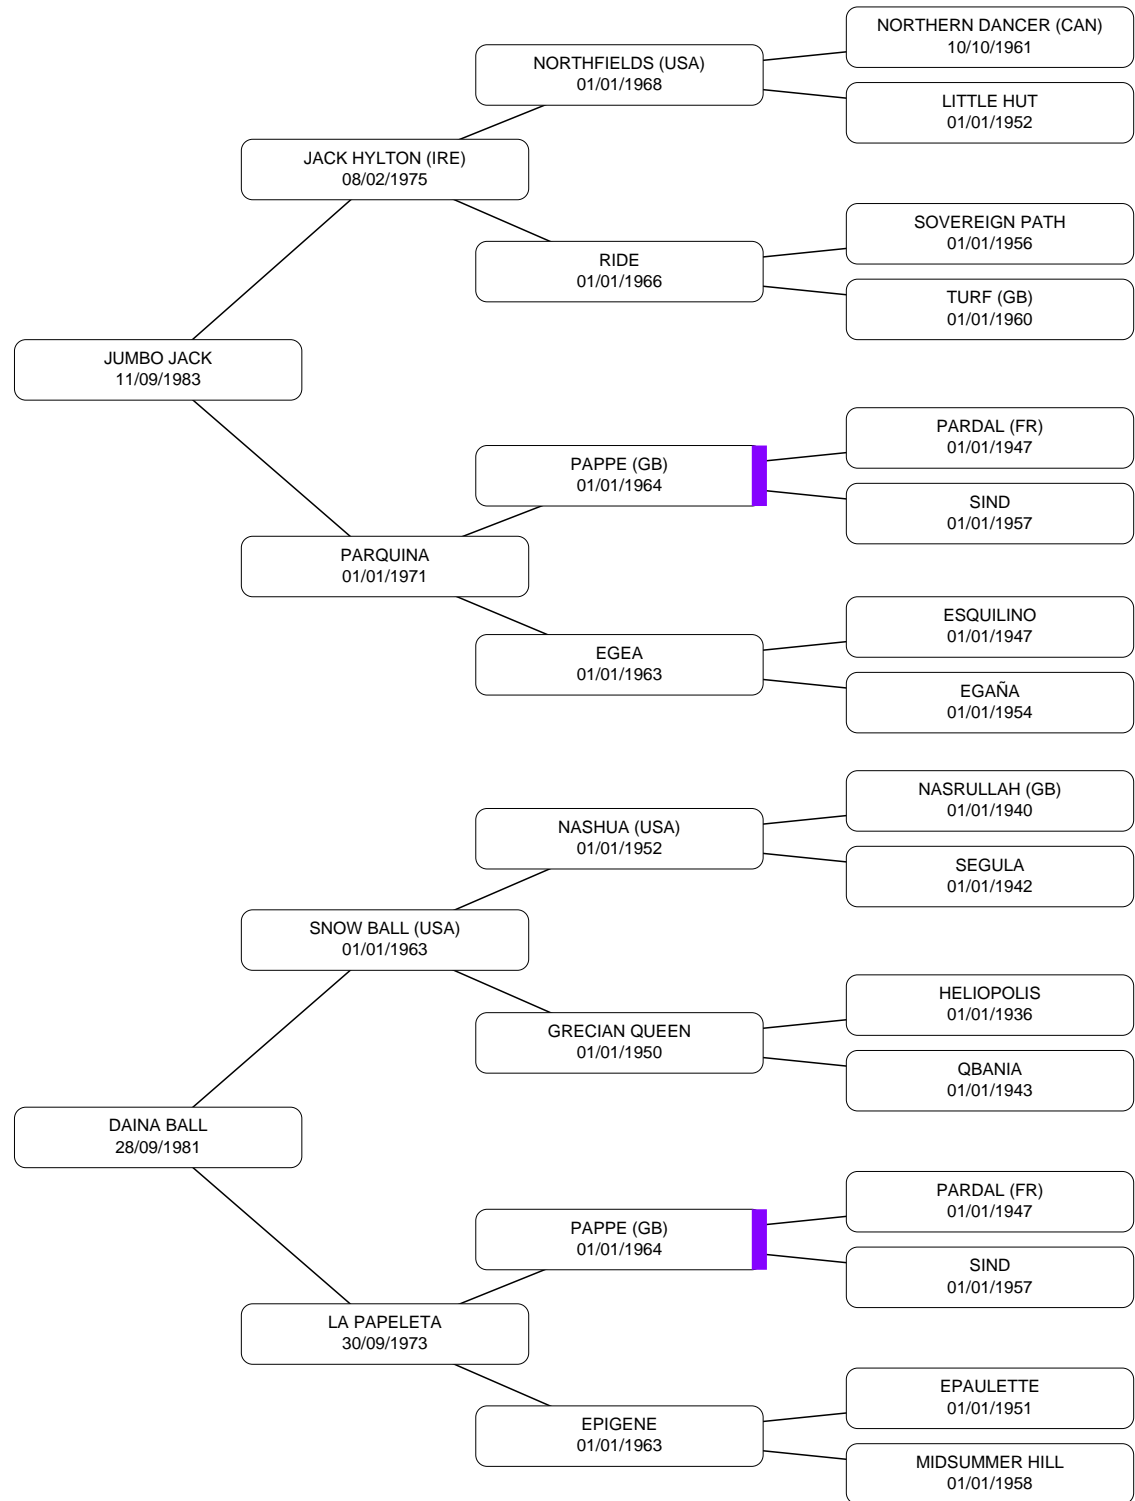 NORTHERN DANCER (CAN)
10/10/1961
NORTHFIELDS (USA)
01/01/1968
LITTLE HUT
01/01/1952
JACK HYLTON (IRE)
08/02/1975
SOVEREIGN PATH
01/01/1956
RIDE
01/01/1966
TURF (GB)
01/01/1960
JUMBO JACK
11/09/1983
PARDAL (FR)
01/01/1947
PAPPE (GB)
01/01/1964
SIND
01/01/1957
PARQUINA
01/01/1971
ESQUILINO
01/01/1947
EGEA
01/01/1963
EGAÑA
01/01/1954
NASRULLAH (GB)
01/01/1940
NASHUA (USA)
01/01/1952
SEGULA
01/01/1942
SNOW BALL (USA)
01/01/1963
HELIOPOLIS
01/01/1936
GRECIAN QUEEN
01/01/1950
QBANIA
01/01/1943
DAINA BALL
28/09/1981
PARDAL (FR)
01/01/1947
PAPPE (GB)
01/01/1964
SIND
01/01/1957
LA PAPELETA
30/09/1973
EPAULETTE
01/01/1951
EPIGENE
01/01/1963
MIDSUMMER HILL
01/01/1958